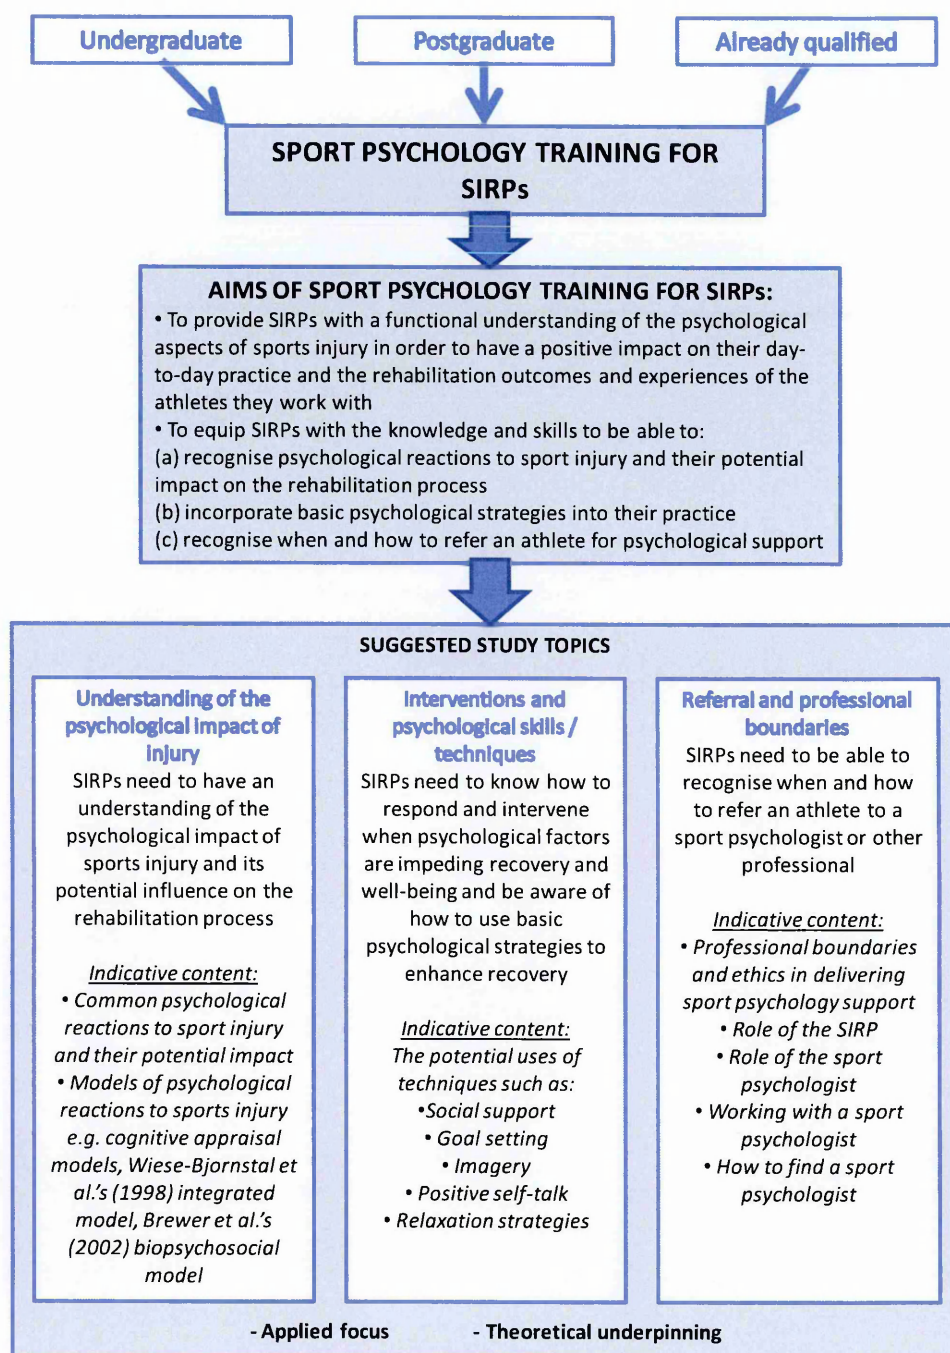 Undergraduate
Postgraduate
Already qualified
SPORT PSYCHOLOGY TRAINING FOR
SIRPs
AIMS OF SPORT PSYCHOLOGY TRAINING FOR SIRPs:
• To provide SIRPs with a functional understanding of the psychological
aspects of sports injury in order to have a positive impact on their day-
to-day practice and the rehabilitation outcomes and experiences of the
athletes they work with
• To equip SIRPs with the knowledge and skills to be able to:
(a) recognise psychological reactions to sport injury and their potential
impact on the rehabilitation process
(b) incorporate basic psychological strategies into their practice
(c) recognise when and how to refer an athlete for psychological support
SUGGESTED STUDY TOPICS
Understanding of the
psychological impact of
injury
SIRPs need to have an
understanding of the
psychological impact of
sports injury and its
potential influence on the
rehabilitation process
Indicative content:
• Common psychological
reactions to sport injury
and their potential impact
• Models of psychological
reactions to sports injury
e.g. cognitive appraisal
models, Wiese-Bjornstal et
al.'s (1998) integrated
model, Brewer et al.'s
(2002) biopsychosocial
model
Interventions and
psychological skills /
techniques
SIRPs need to know how to
respond and intervene
when psychological factors
are impeding recovery and
well-being and be aware of
how to use basic
psychological strategies to
enhance recovery
Indicative content:
The potential uses of
techniques such as:
•Social support
• Goal setting
• Imagery
• Positive self-talk
• Relaxation strategies
Referral and professional
boundaries
SIRPs need to be able to
recognise when and how
to refer an athlete to a
sport psychologist or other
professional
Indicative content:
• Professional boundaries
and ethics in delivering
sport psychology support
• Role of the SIRP
• Role of the sport
psychologist
• Working with a sport
psychologist
• How to find a sport
psychologist
- Applied focus - Theoretical underpinning